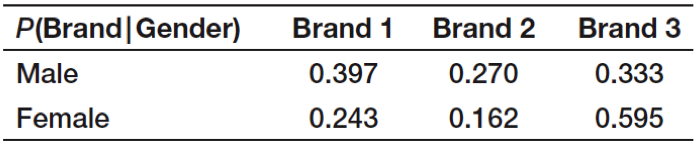 P(Brand|Gender) Brand 1 Brand 2 Brand 3
Male 0.397 0.270 0.333
Female 0.243 0.162 0.595